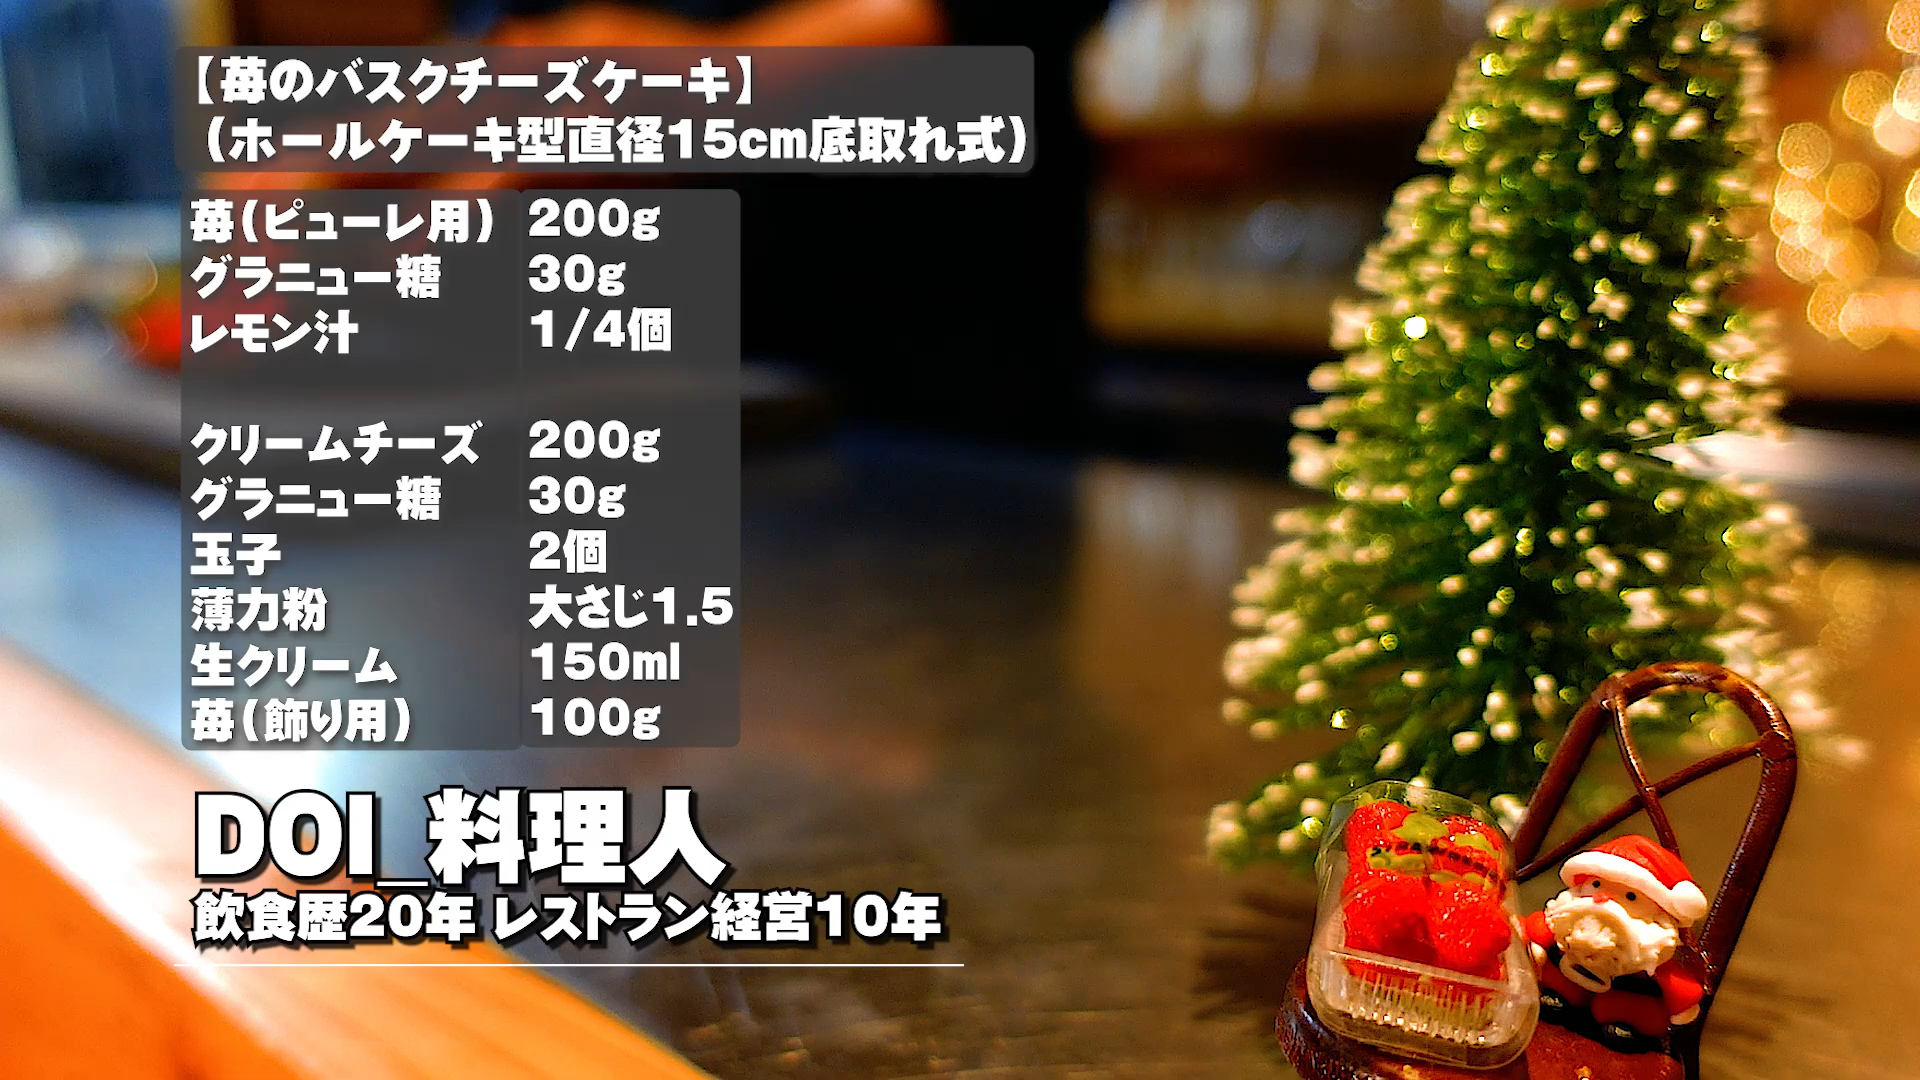 【苺のバスクチーズケーキ】
（ホールケーキ型直径15cm底取れ式）
苺（ピューレ用） 200g
グラニュー糖 30g
レモン汁 1/4個
クリームチーズ 200g
グラニュー糖 30g
玉子 2個
薄力粉 大さじ1.5
生クリーム 150ml
苺（飾り用） 100g
DOI_料理人
飲食歴20年 レストラン経営10年